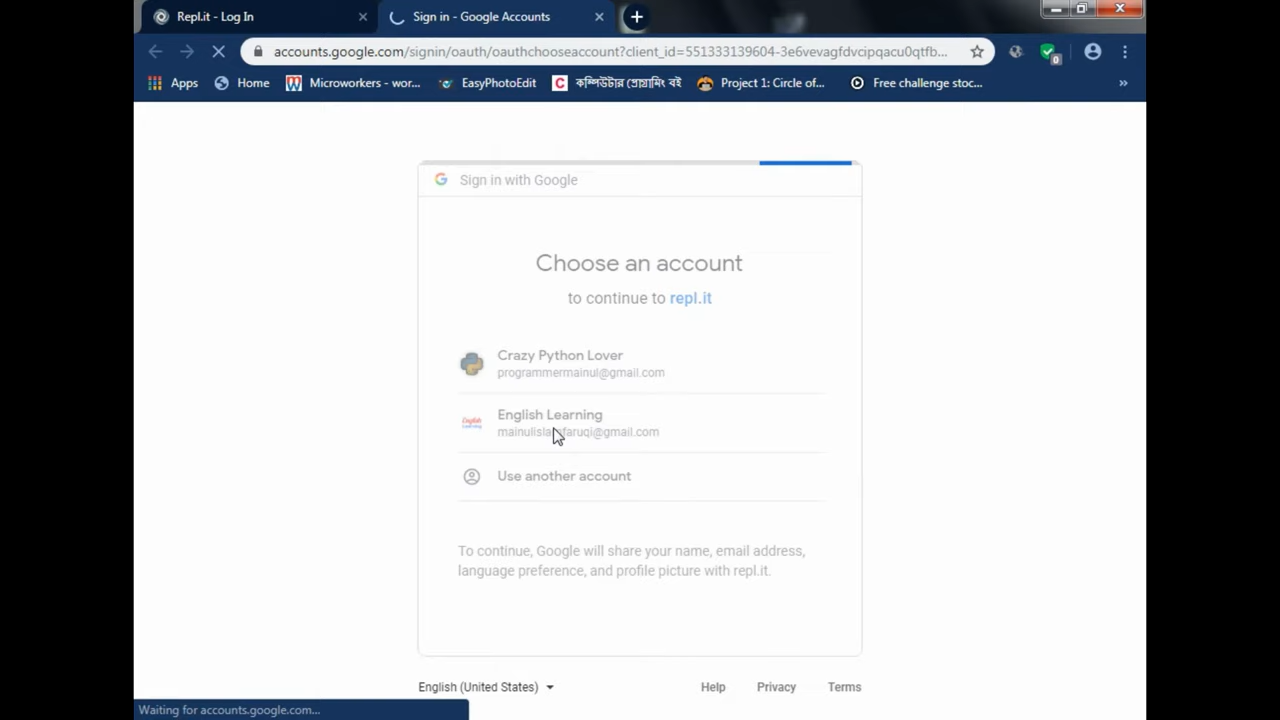 Repl.it - Log In
Sign in - Google Accounts
accounts.google.com/signin/oauth/oauthchooseaccount?client_id=551333139604-3e6vevagfdvcipqacu0qtfb...
0
Apps
Home
Microworkers - wor...
EasyPhotoEdit
কম্পিউটার প্রোগ্রামিং বই
Project 1: Circle of...
Free challenge stoc...
»
Sign in with Google
Choose an account
to continue to repl.it
Crazy Python Lover
programmermainul@gmail.com
English Learning
Use another account
To continue, Google will share your name, email address,
language preference, and profile picture with repl.it.
English (United States)
Help
Privacy
Terms
Waiting for accounts.google.com...